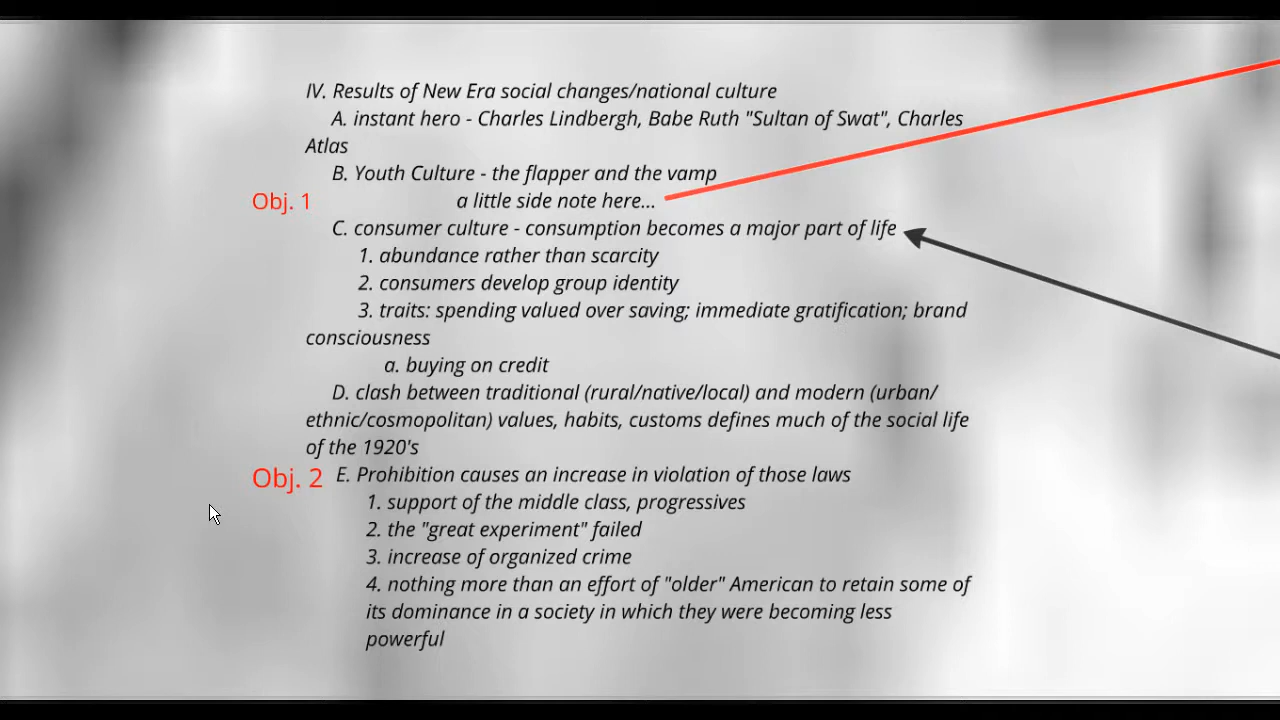 IV. Results of New Era social changes/national culture
A. instant hero - Charles Lindbergh, Babe Ruth "Sultan of Swat", Charles
Atlas
B. Youth Culture - the flapper and the vamp
Obj. 1 a little side note here...
C. consumer culture - consumption becomes a major part of life
1. abundance rather than scarcity
2. consumers develop group identity
3. traits: spending valued over saving; immediate gratification; brand
consciousness
a. buying on credit
D. clash between traditional (rural/native/local) and modern (urban/
ethnic/cosmopolitan) values, habits, customs defines much of the social life
of the 1920's
Obj. 2 E. Prohibition causes an increase in violation of those laws
1. support of the middle class, progressives
2. the "great experiment" failed
3. increase of organized crime
4. nothing more than an effort of "older" American to retain some of
its dominance in a society in which they were becoming less
powerful